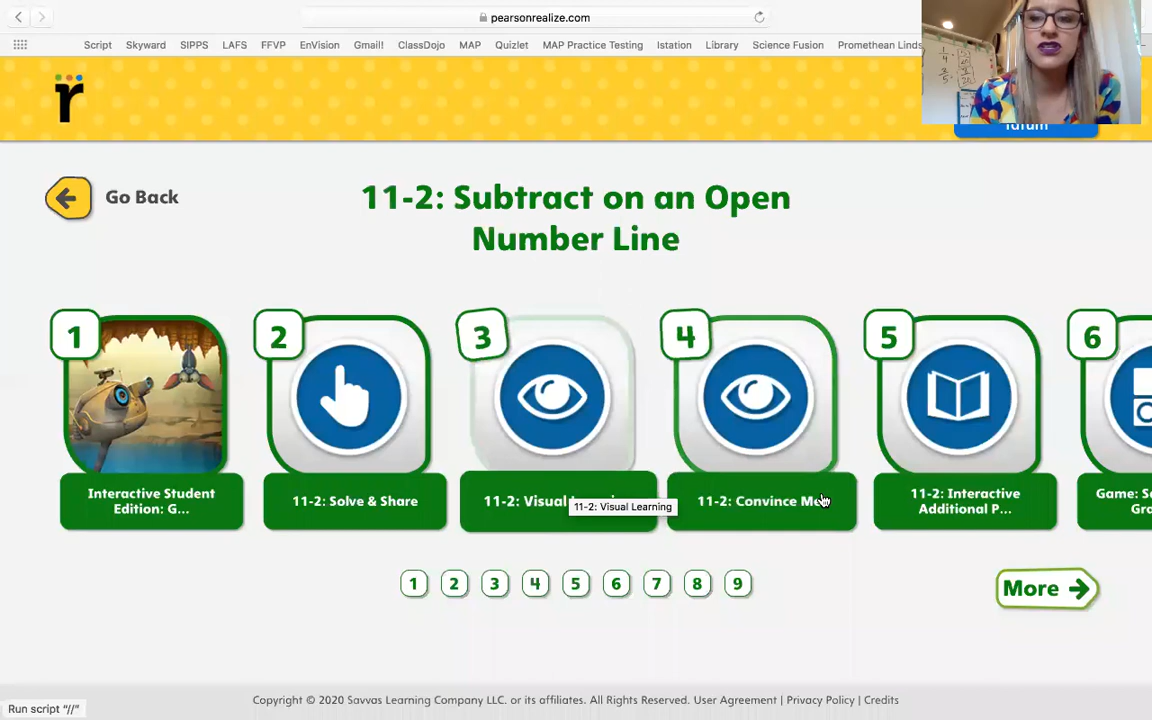 pearsonrealize.com
Script Skyward SIPPS LAFS FFVP EnVision Gmail! ClassDojo MAP Quizlet MAP Practice Testing Istation Library Science Fusion Promethean Linds
r
Tatum
Go Back
11-2: Subtract on an Open
Number Line
1 2 3 4 5 6
Interactive Student
Edition: G...
11-2: Solve & Share
11-2: Visual
11-2: Visual Learning
11-2: Convince Me
11-2: Interactive
Additional P...
Game: S
Gr
1 2 3 4 5 6 7 8 9
More
Copyright © 2020 Savvas Learning Company LLC. or its affiliates. All Rights Reserved. User Agreement | Privacy Policy | Credits
Run script "//"
1/4